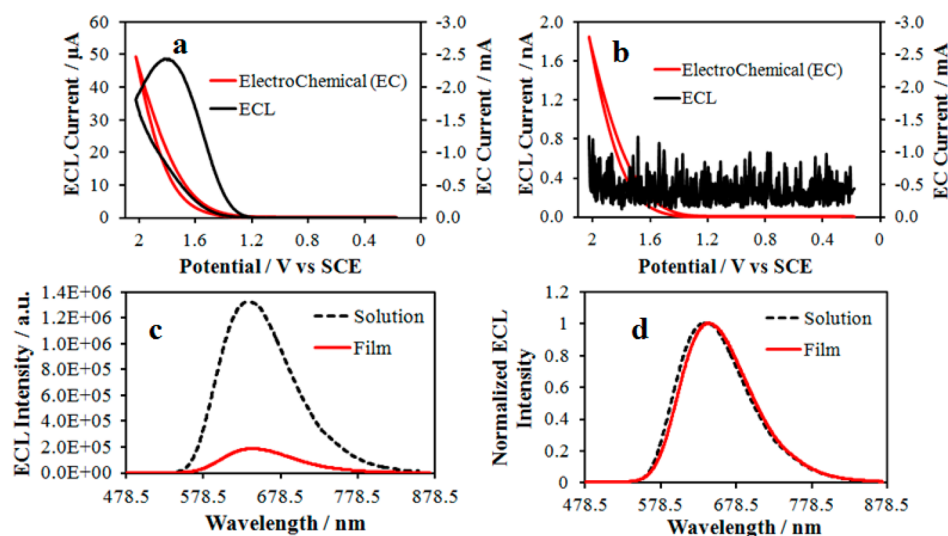 a
ECL Current / µA
60
50
40
30
20
10
0
ElectroChemical (EC)
ECL
-3.0
-2.5
-2.0
-1.5
-1.0
-0.5
0.0
EC Current / mA
2 1.6 1.2 0.8 0.4 0
Potential / V vs SCE
b
ECL Current / nA
2.0
1.6
1.2
0.8
0.4
0.0
ElectroChemical (EC)
ECL
-3.0
-2.5
-2.0
-1.5
-1.0
-0.5
0.0
EC Current / mA
2 1.6 1.2 0.8 0.4 0
Potential / V vs SCE
c
ECL Intensity / a.u.
1.4E+06
1.2E+06
1.0E+06
8.0E+05
6.0E+05
4.0E+05
2.0E+05
0.0E+00
Solution
Film
478.5 578.5 678.5 778.5 878.5
Wavelength / nm
d
Normalized ECL
Intensity
1.2
1
0.8
0.6
0.4
0.2
0
Solution
Film
478.5 578.5 678.5 778.5 878.5
Wavelength / nm